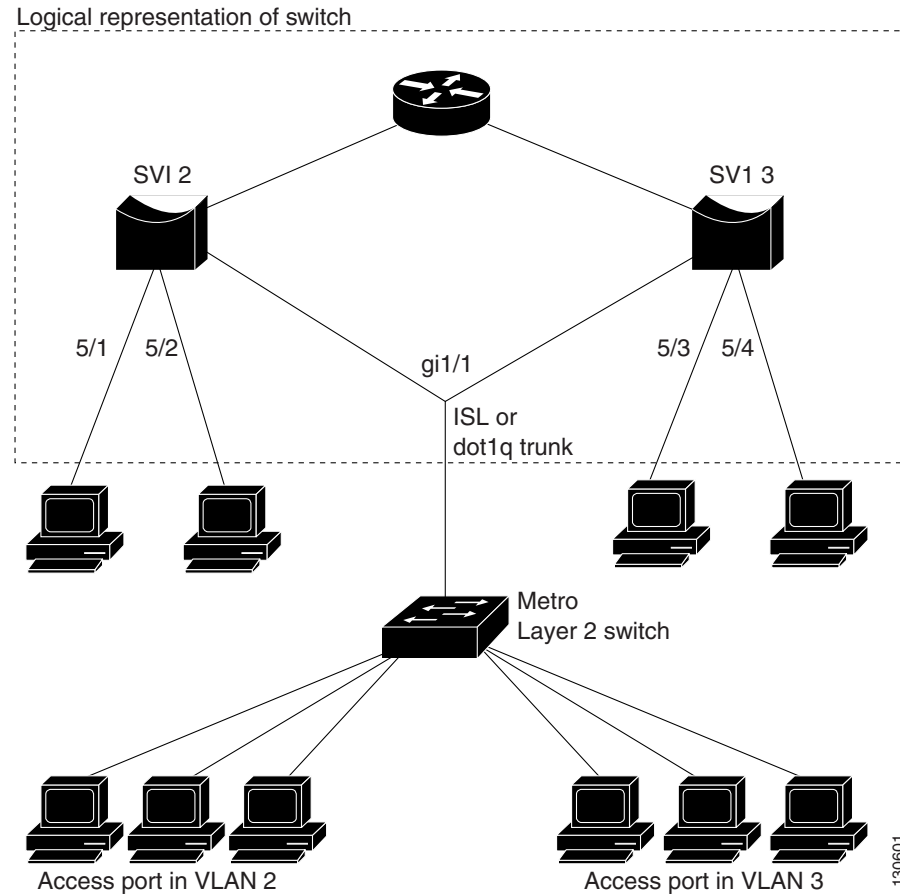 Logical representation of switch
SVI 2
SV1 3
5/1
5/2
gi1/1
5/3
5/4
ISL or
dot1q trunk
Metro
Layer 2 switch
Access port in VLAN 2
Access port in VLAN 3
130601